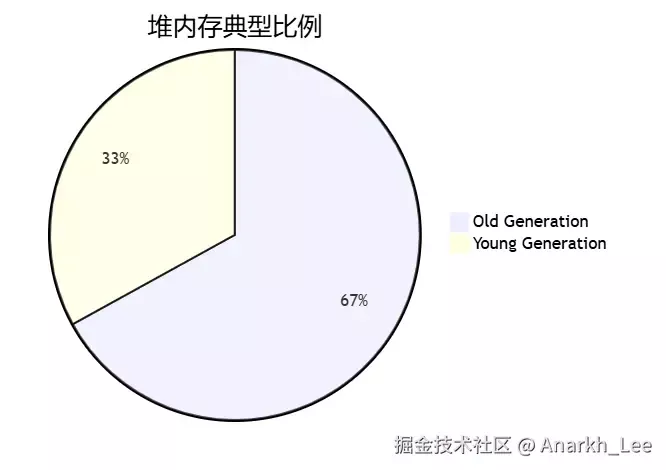 堆内存典型比例
33%
67%
Old Generation
Young Generation
掘金技术社区 @ Anarkh_Lee